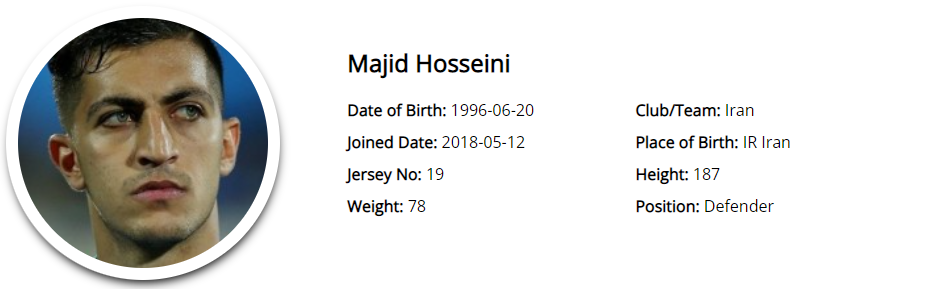 Majid Hosseini
Date of Birth: 1996-06-20
Club/Team: Iran
Joined Date: 2018-05-12
Place of Birth: IR Iran
Jersey No: 19
Height: 187
Weight: 78
Position: Defender